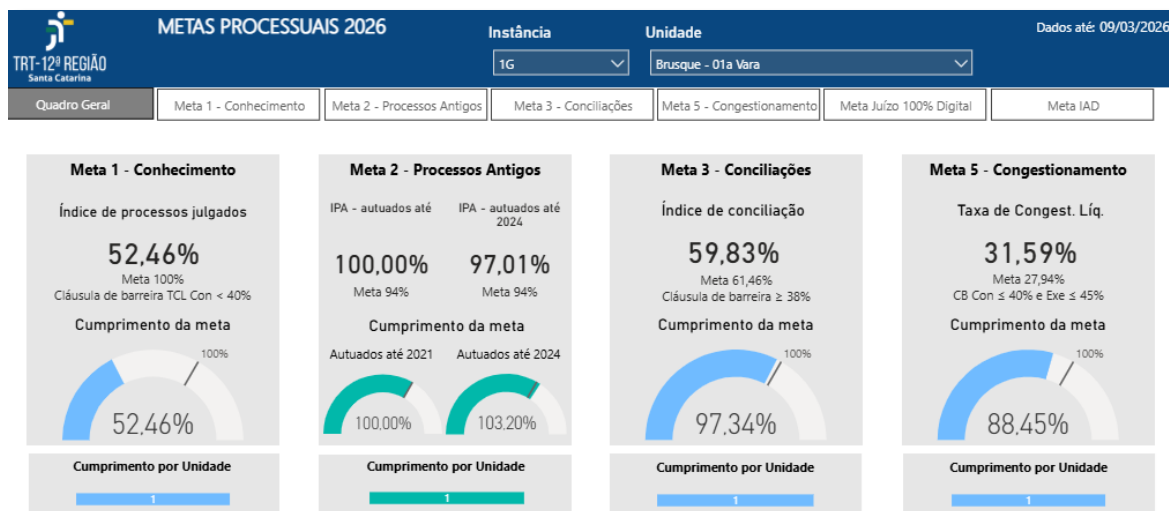 METAS PROCESSUAIS 2026
Instância
Unidade
Dados até: 09/03/2026
TRT-12ª REGIÃO
Santa Catarina
1G
Brusque - 01a Vara
Quadro Geral
Meta 1 - Conhecimento
Meta 2 - Processos Antigos
Meta 3 - Conciliações
Meta 5 - Congestionamento
Meta Juízo 100% Digital
Meta IAD
Meta 1 - Conhecimento
Índice de processos julgados
52,46%
Meta 100%
Cláusula de barreira TCL Con < 40%
Cumprimento da meta
100%
52,46%
Cumprimento por Unidade
1
Meta 2 - Processos Antigos
IPA - autuados até
IPA - autuados até
2024
100,00%
97,01%
Meta 94%
Meta 94%
Cumprimento da meta
Autuados até 2021
Autuados até 2024
100,00%
103,20%
Cumprimento por Unidade
1
Meta 3 - Conciliações
Índice de conciliação
59,83%
Meta 61,46%
Cláusula de barreira ≥ 38%
Cumprimento da meta
100%
97,34%
Cumprimento por Unidade
1
Meta 5 - Congestionamento
Taxa de Congest. Líq.
31,59%
Meta 27,94%
CB Con ≤ 40% e Exe ≤ 45%
Cumprimento da meta
100%
88,45%
Cumprimento por Unidade
1